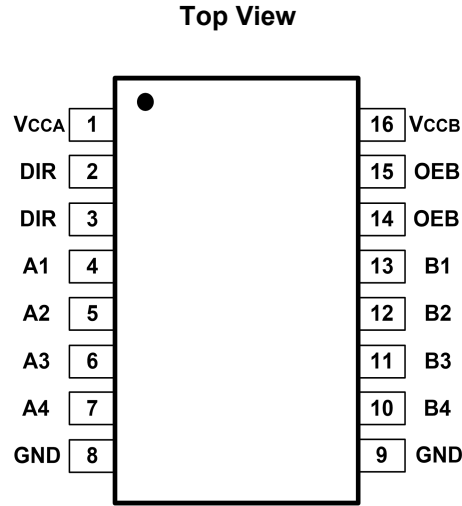 Top View
VCCA 1 16 VCCB
DIR 2 15 OEB
DIR 3 14 OEB
A1 4 13 B1
A2 5 12 B2
A3 6 11 B3
A4 7 10 B4
GND 8 9 GND